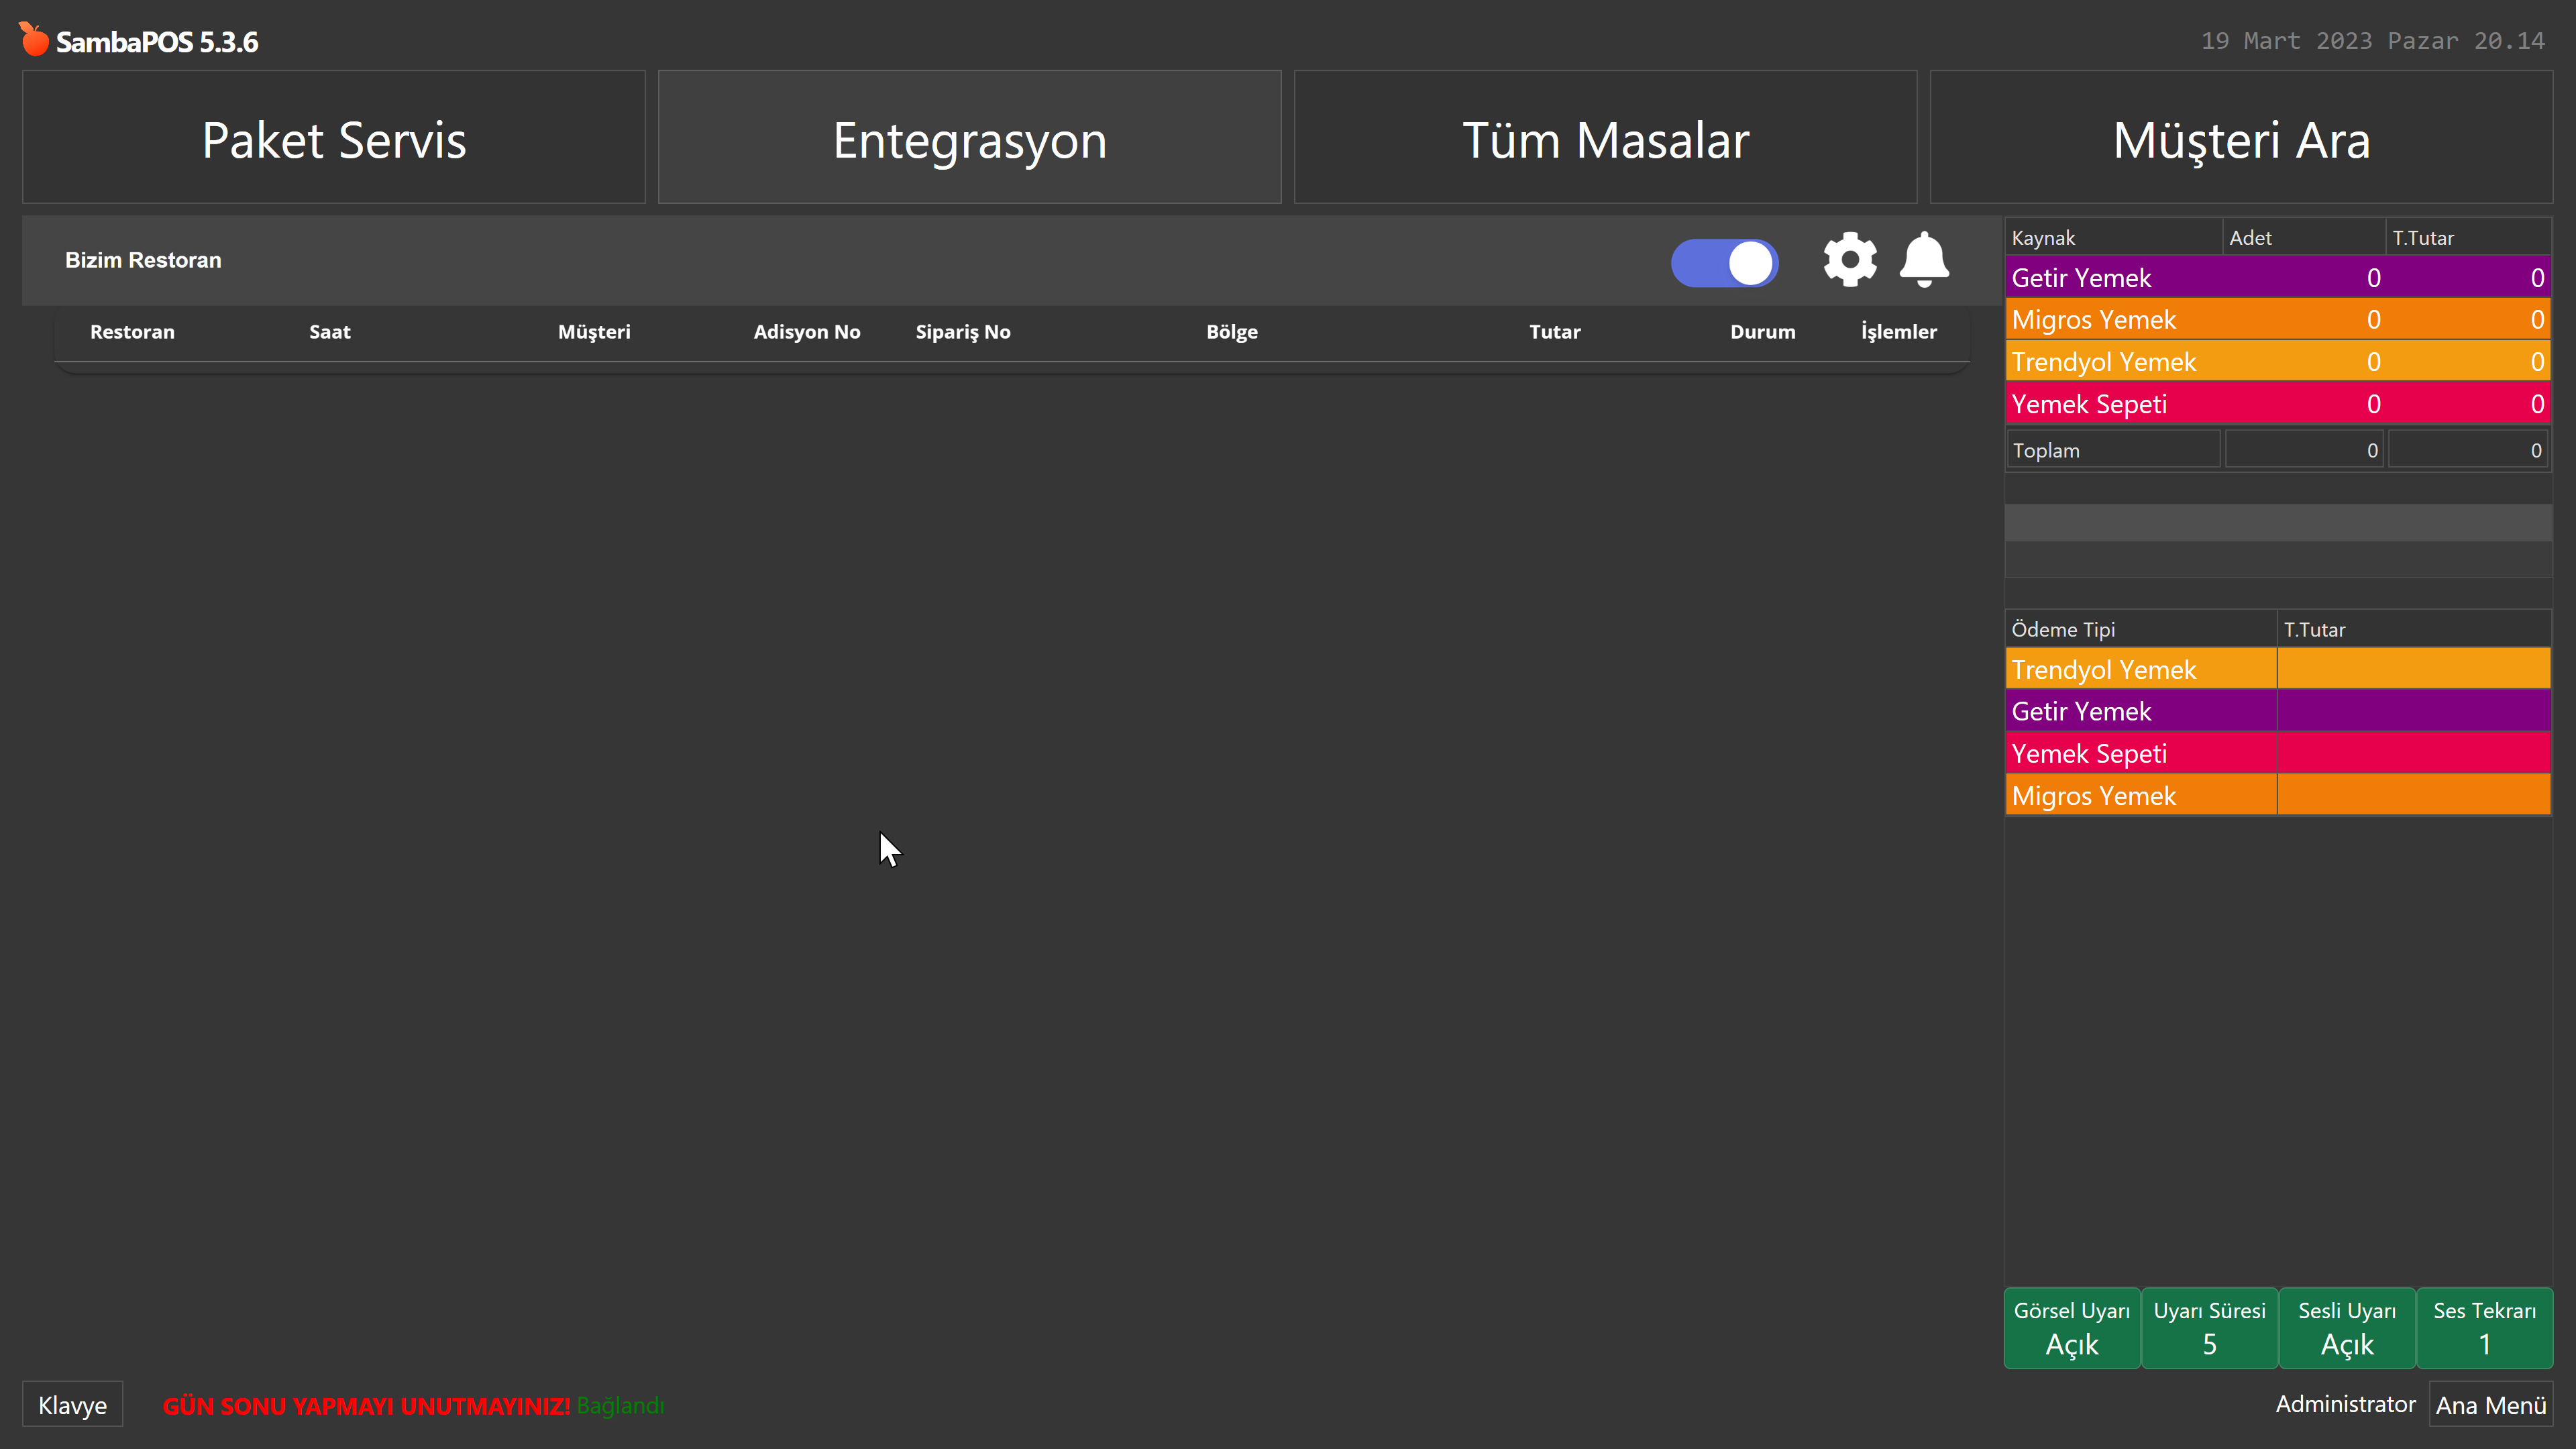 SambaPOS 5.3.6
19 Mart 2023 Pazar 20.14
Paket Servis
Entegrasyon
Tüm Masalar
Müşteri Ara
Bizim Restoran
Restoran Saat Müşteri Adisyon No Sipariş No Bölge Tutar Durum İşlemler
Kaynak Adet T.Tutar
Getir Yemek 0 0
Migros Yemek 0 0
Trendyol Yemek 0 0
Yemek Sepeti 0 0
Toplam 0 0
Ödeme Tipi T.Tutar
Trendyol Yemek
Getir Yemek
Yemek Sepeti
Migros Yemek
Görsel Uyarı
Açık
Uyarı Süresi
5
Sesli Uyarı
Açık
Ses Tekrarı
1
Klavye
GÜN SONU YAPMAYI UNUTMAYINIZ! Bağlandı
Administrator
Ana Menü